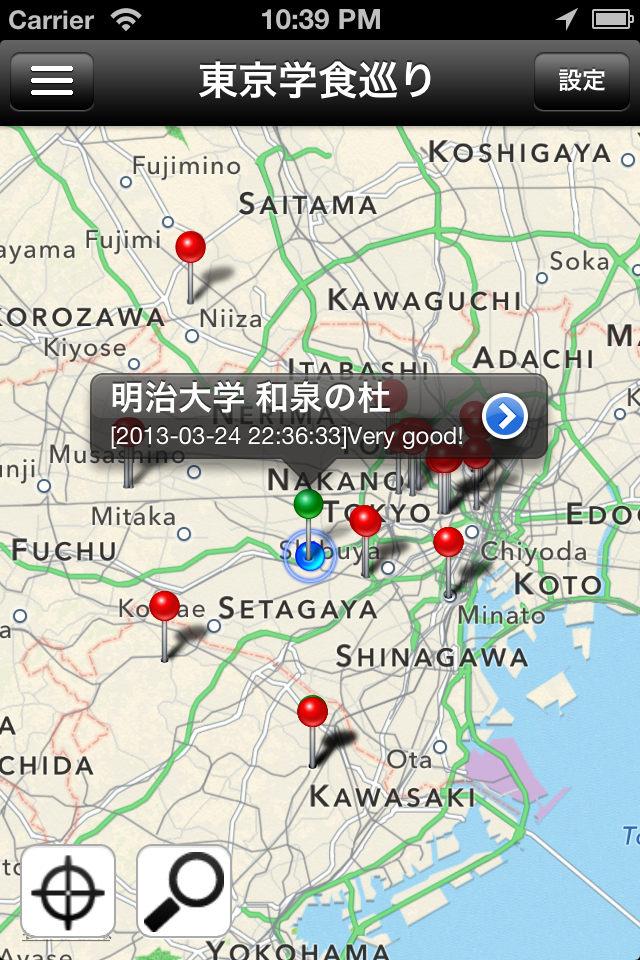 Carrier 10:39 PM
東京学食巡り 設定
KOSHIGAYA
Fujimino
SAITAMA
ayama Fujimi
Soka
KAWAGUCHI
OROZAWA Niiza
Kiyose
ADACHI
ITABASHI
明治大学 和泉の杜
NERIMA
[2013-03-24 22:36:33]Very good!
Musashino
nji
NAKANO
TOKYO
Mitaka
EDO
FUCHU
Shibuya
Chiyoda
KOTO
SETAGAYA
Minato
SHINAGAWA
CHIDA
Ota
KAWASAKI
YOKOHAMA